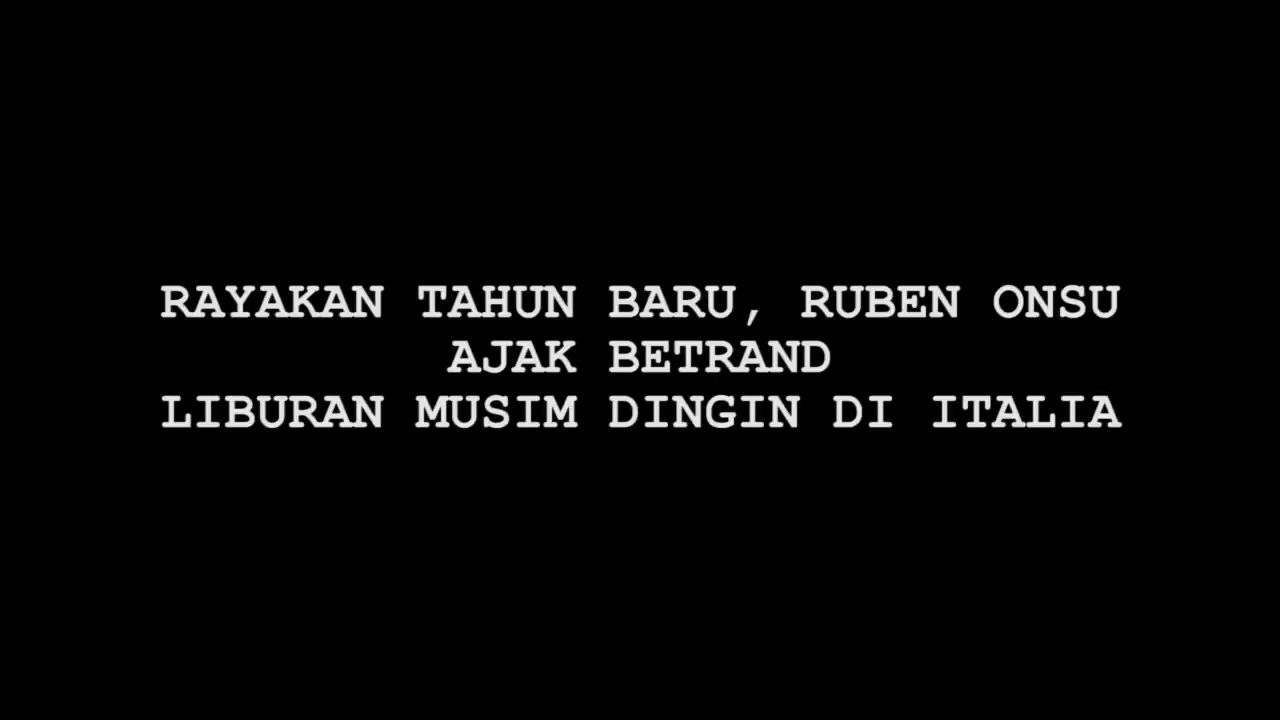 RAYAKAN TAHUN BARU, RUBEN ONSU
AJAK BETRAND
LIBURAN MUSIM DINGIN DI ITALIA